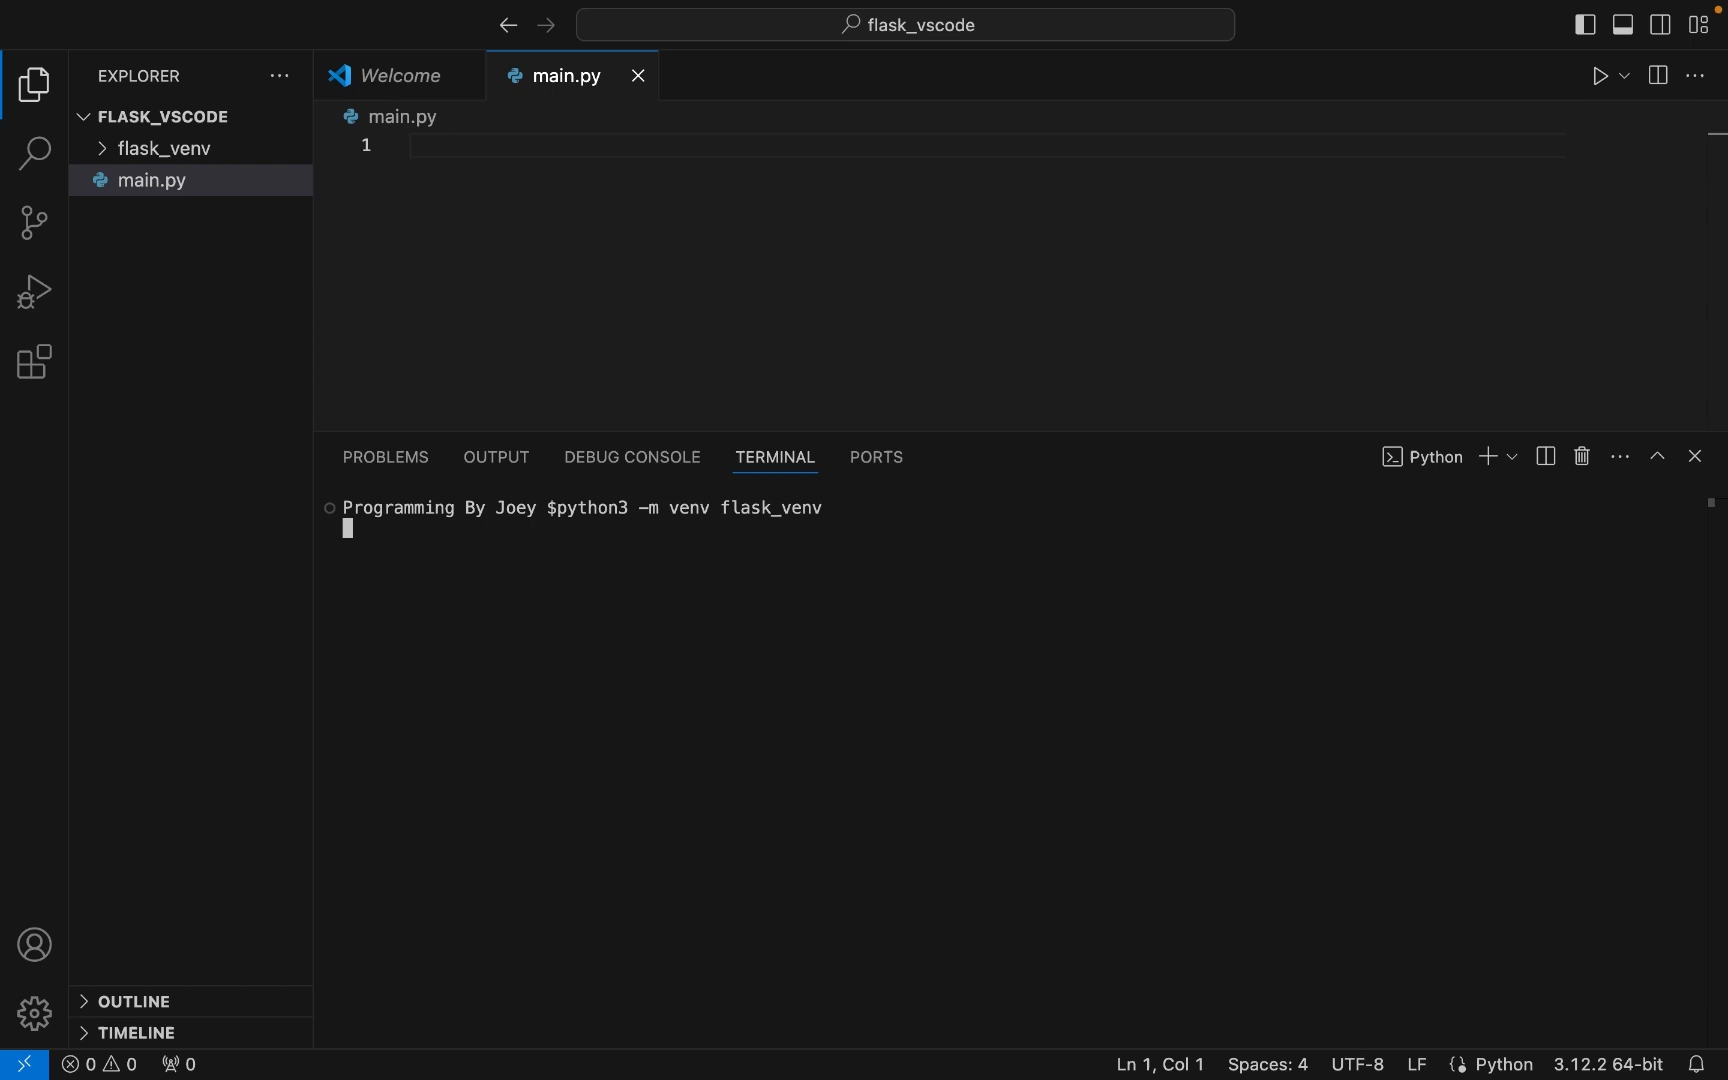 flask_vscode
EXPLORER
Welcome
main.py
FLASK_VSCODE
flask_venv
main.py
main.py
1
PROBLEMS
OUTPUT
DEBUG CONSOLE
TERMINAL
PORTS
Python
Programming By Joey $python3 -m venv flask_venv
OUTLINE
TIMELINE
0
0
0
Ln 1, Col 1
Spaces: 4
UTF-8
LF
Python
3.12.2 64-bit